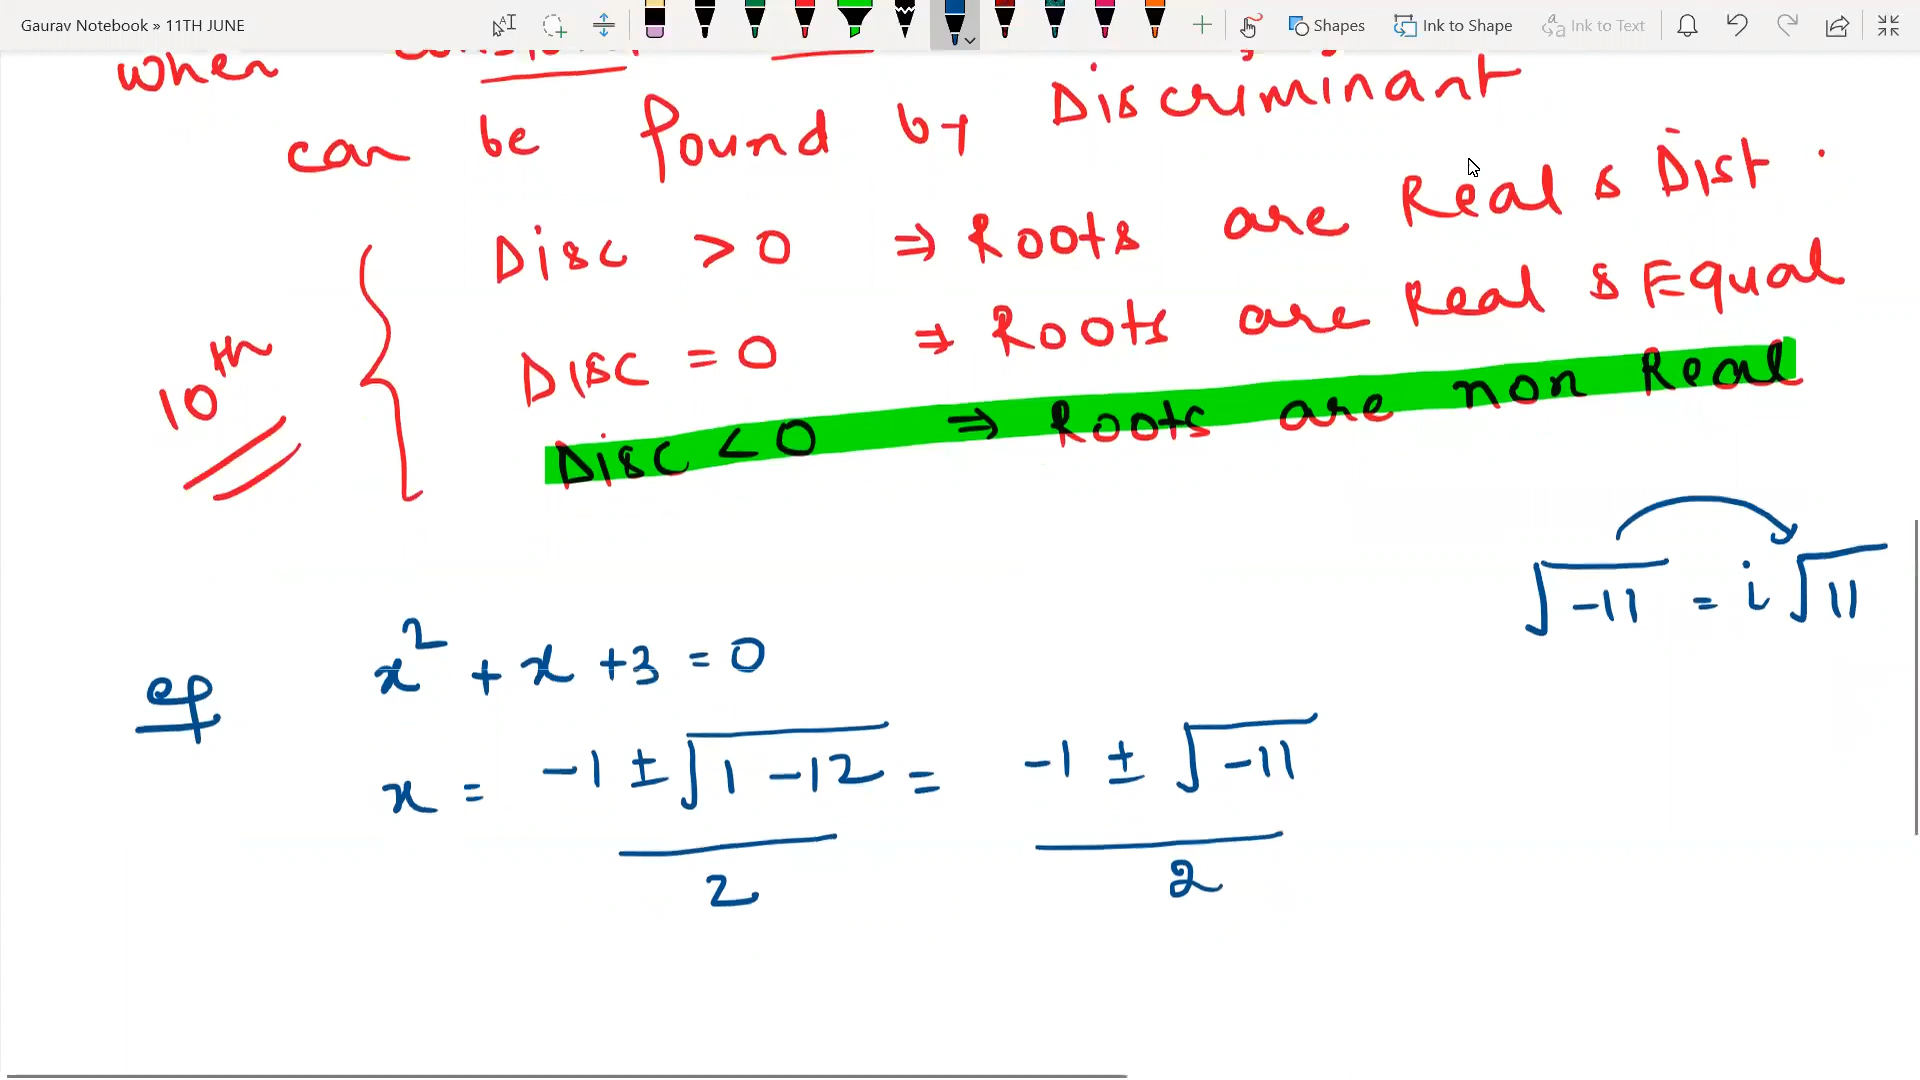 Gaurav Notebook » 11TH JUNE
Shapes
Ink to Shape
Ink to Text
when
can be found by Discriminant
Disc > 0 ⇒ Roots are Real & Dist.
10th
Disc = 0 ⇒ Roots are Real & Equal
Disc < 0 ⇒ Roots are non Real
√-11 = i √11
x² + x + 3 = 0
x = (-1 ± √(1 - 12))/2 = (-1 ± √-11)/2